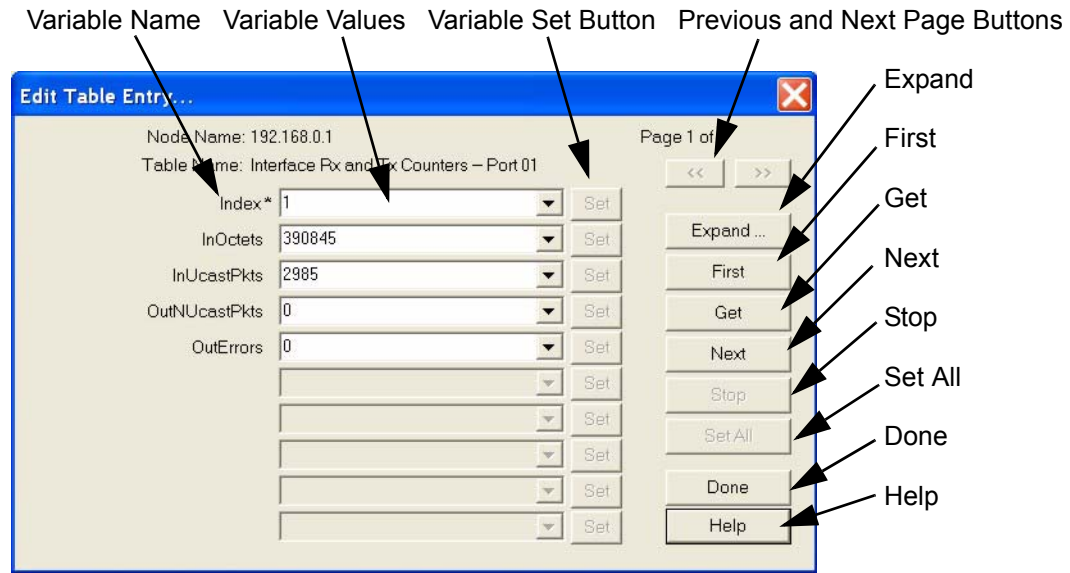 Variable Name Variable Values Variable Set Button Previous and Next Page Buttons
Edit Table Entry...
Expand
Node Name: 192.168.0.1 Page 1 of
First
Table Name: Interface Rx and Tx Counters – Port 01
<< >>
Index* 1 Set
Get
InOctets 390845 Set Expand ...
Next
InUcastPkts 2985 Set First
OutNUcastPkts 0 Set Get
Stop
OutErrors 0 Set Next
Set All
Set Stop
Set Set All
Done
Set
Set Done
Help
Set Help